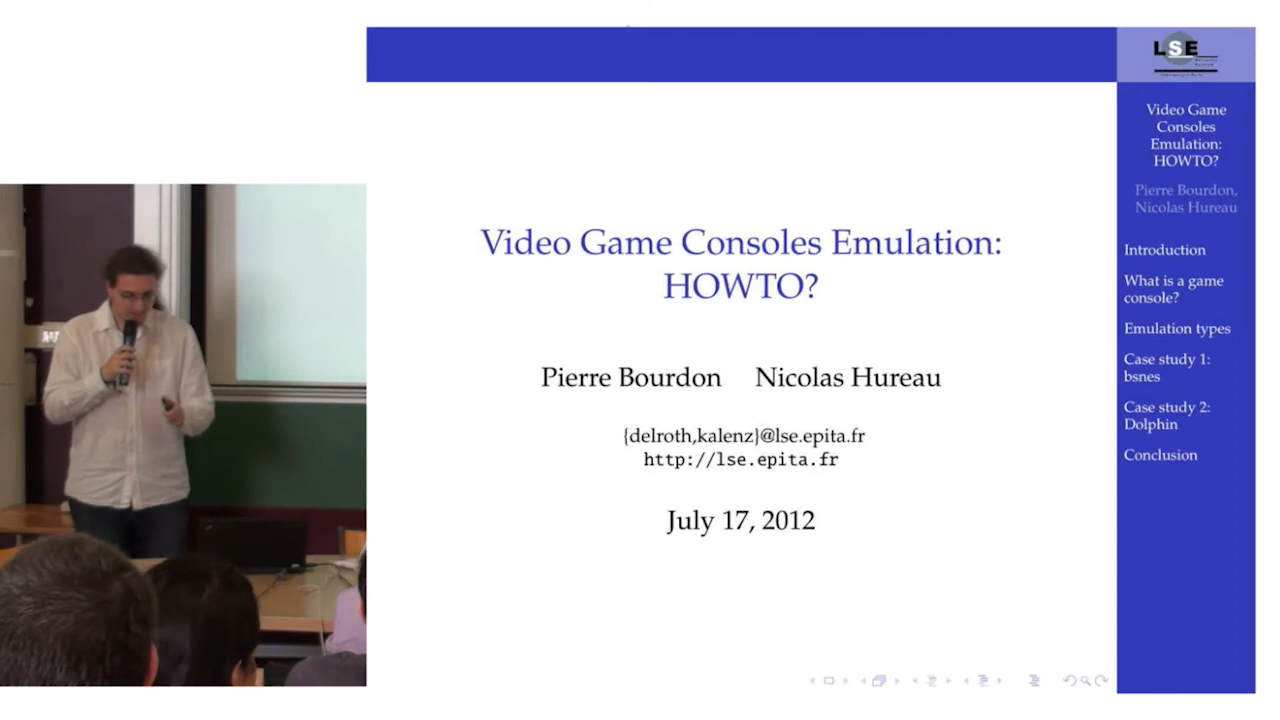 LSE
Video Game
Consoles
Emulation:
HOWTO?
Pierre Bourdon,
Nicolas Hureau
Introduction
What is a game
console?
Emulation types
Case study 1:
bsnes
Case study 2:
Dolphin
Conclusion
Video Game Consoles Emulation:
HOWTO?
Pierre Bourdon Nicolas Hureau
{delroth,kalenz}@lse.epita.fr
http://lse.epita.fr
July 17, 2012